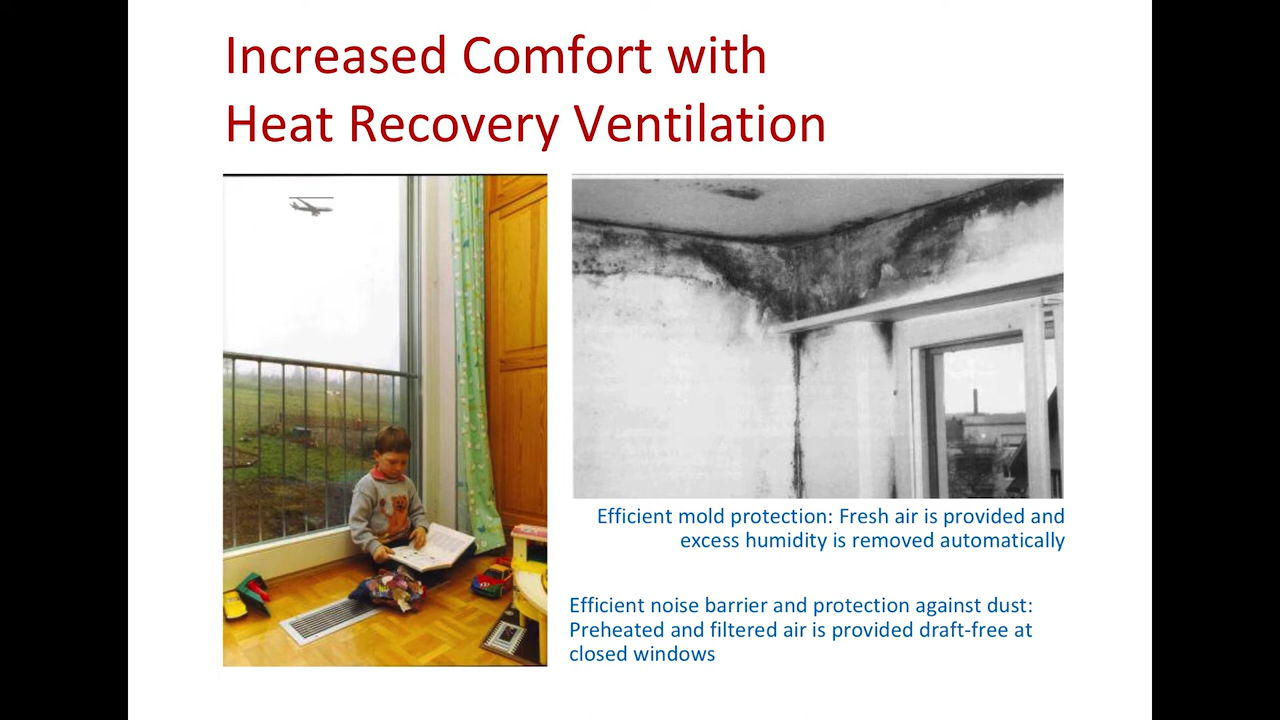 Increased Comfort with
Heat Recovery Ventilation
Efficient mold protection: Fresh air is provided and
excess humidity is removed automatically
Efficient noise barrier and protection against dust:
Preheated and filtered air is provided draft-free at
closed windows